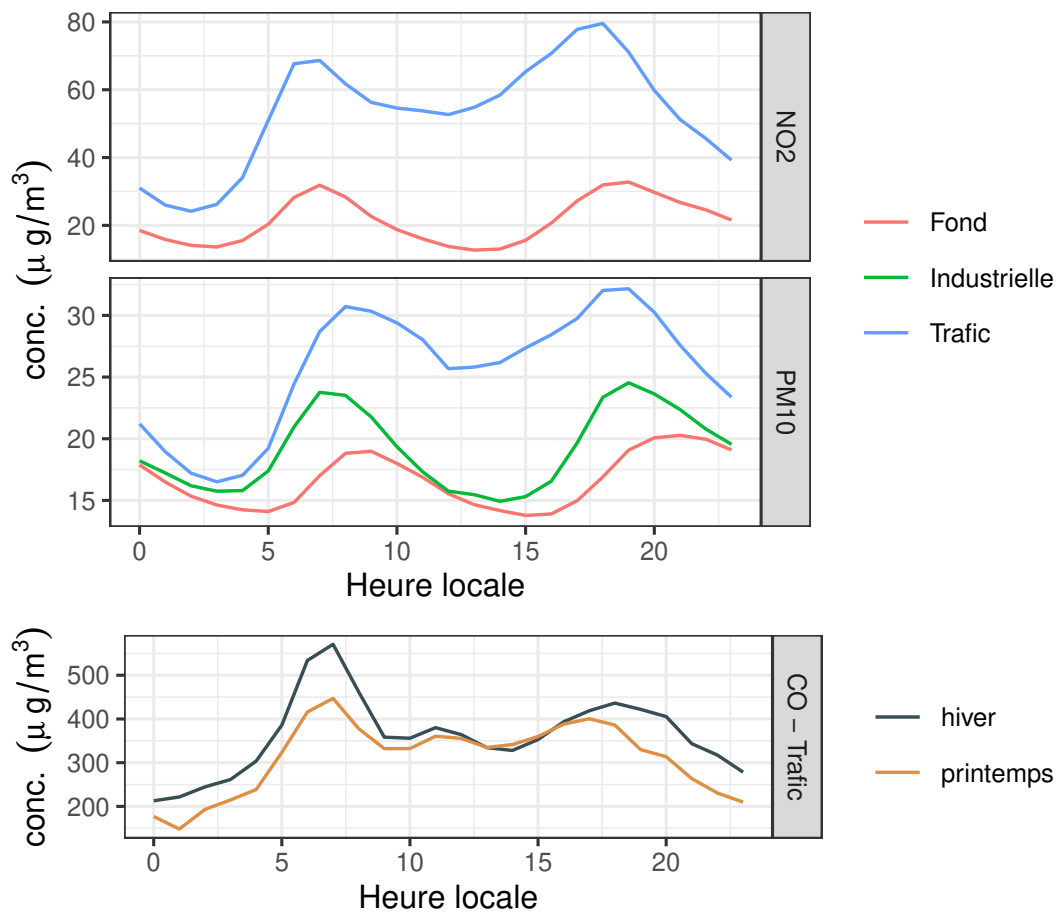 80
60
40
20
NO2
conc. (μ g/m³)
30
25
20
15
PM10
0 5 10 15 20
Heure locale
Fond
Industrielle
Trafic
500
400
300
200
CO – Trafic
conc. (μ g/m³)
0 5 10 15 20
Heure locale
hiver
printemps